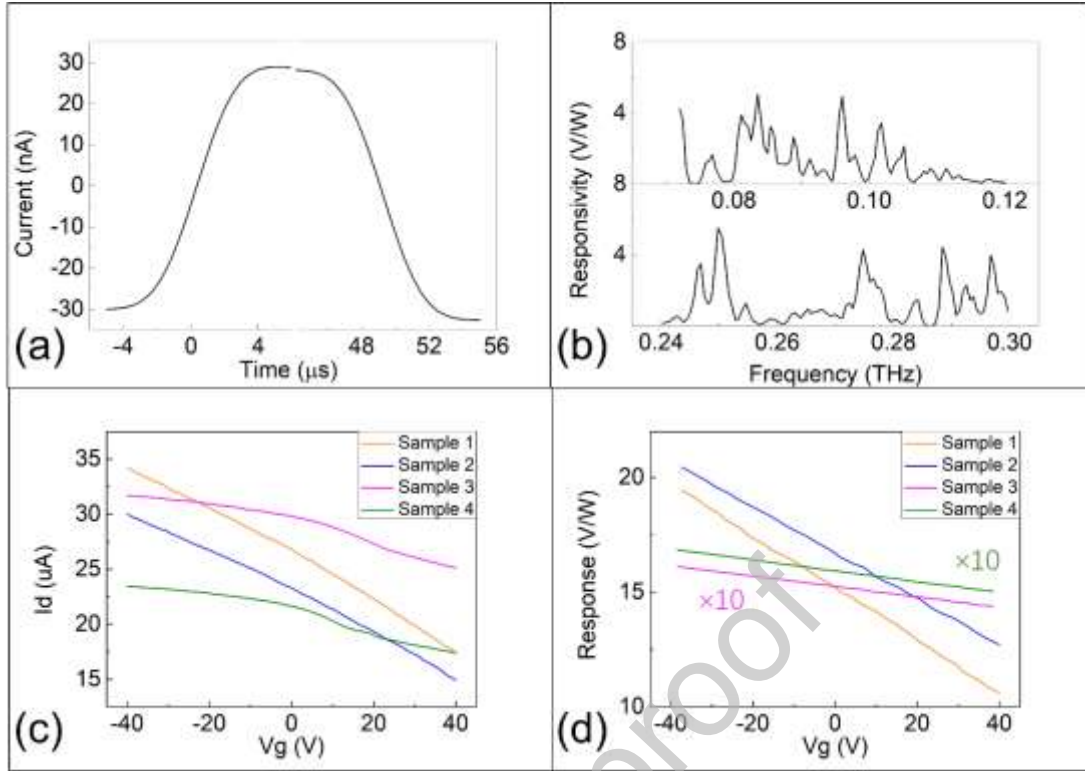 30
20
10
0
-10
-20
-30
Current (nA)
-4 0 4 48 52 56
Time (μs)
(a)
8
4
8
4
Responsivity (V/W)
0.08 0.10 0.12
0.24 0.26 0.28 0.30
Frequency (THz)
(b)
Sample 1
Sample 2
Sample 3
Sample 4
35
30
25
20
15
Id (uA)
-40 -20 0 20 40
Vg (V)
(c)
Sample 1
Sample 2
Sample 3
Sample 4
20
15
10
Response (V/W)
×10
×10
-40 -20 0 20 40
Vg (V)
(d)
proof